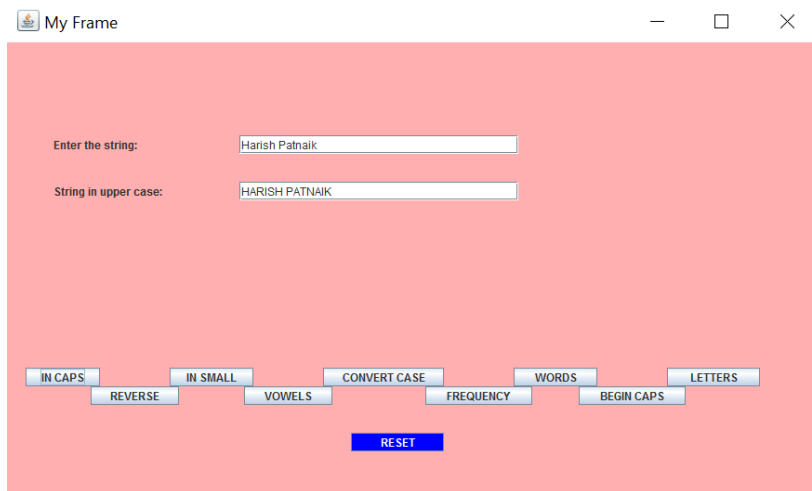 My Frame
Enter the string: Harish Patnaik
String in upper case: HARISH PATNAIK
IN CAPS IN SMALL CONVERT CASE WORDS LETTERS
REVERSE VOWELS FREQUENCY BEGIN CAPS
RESET